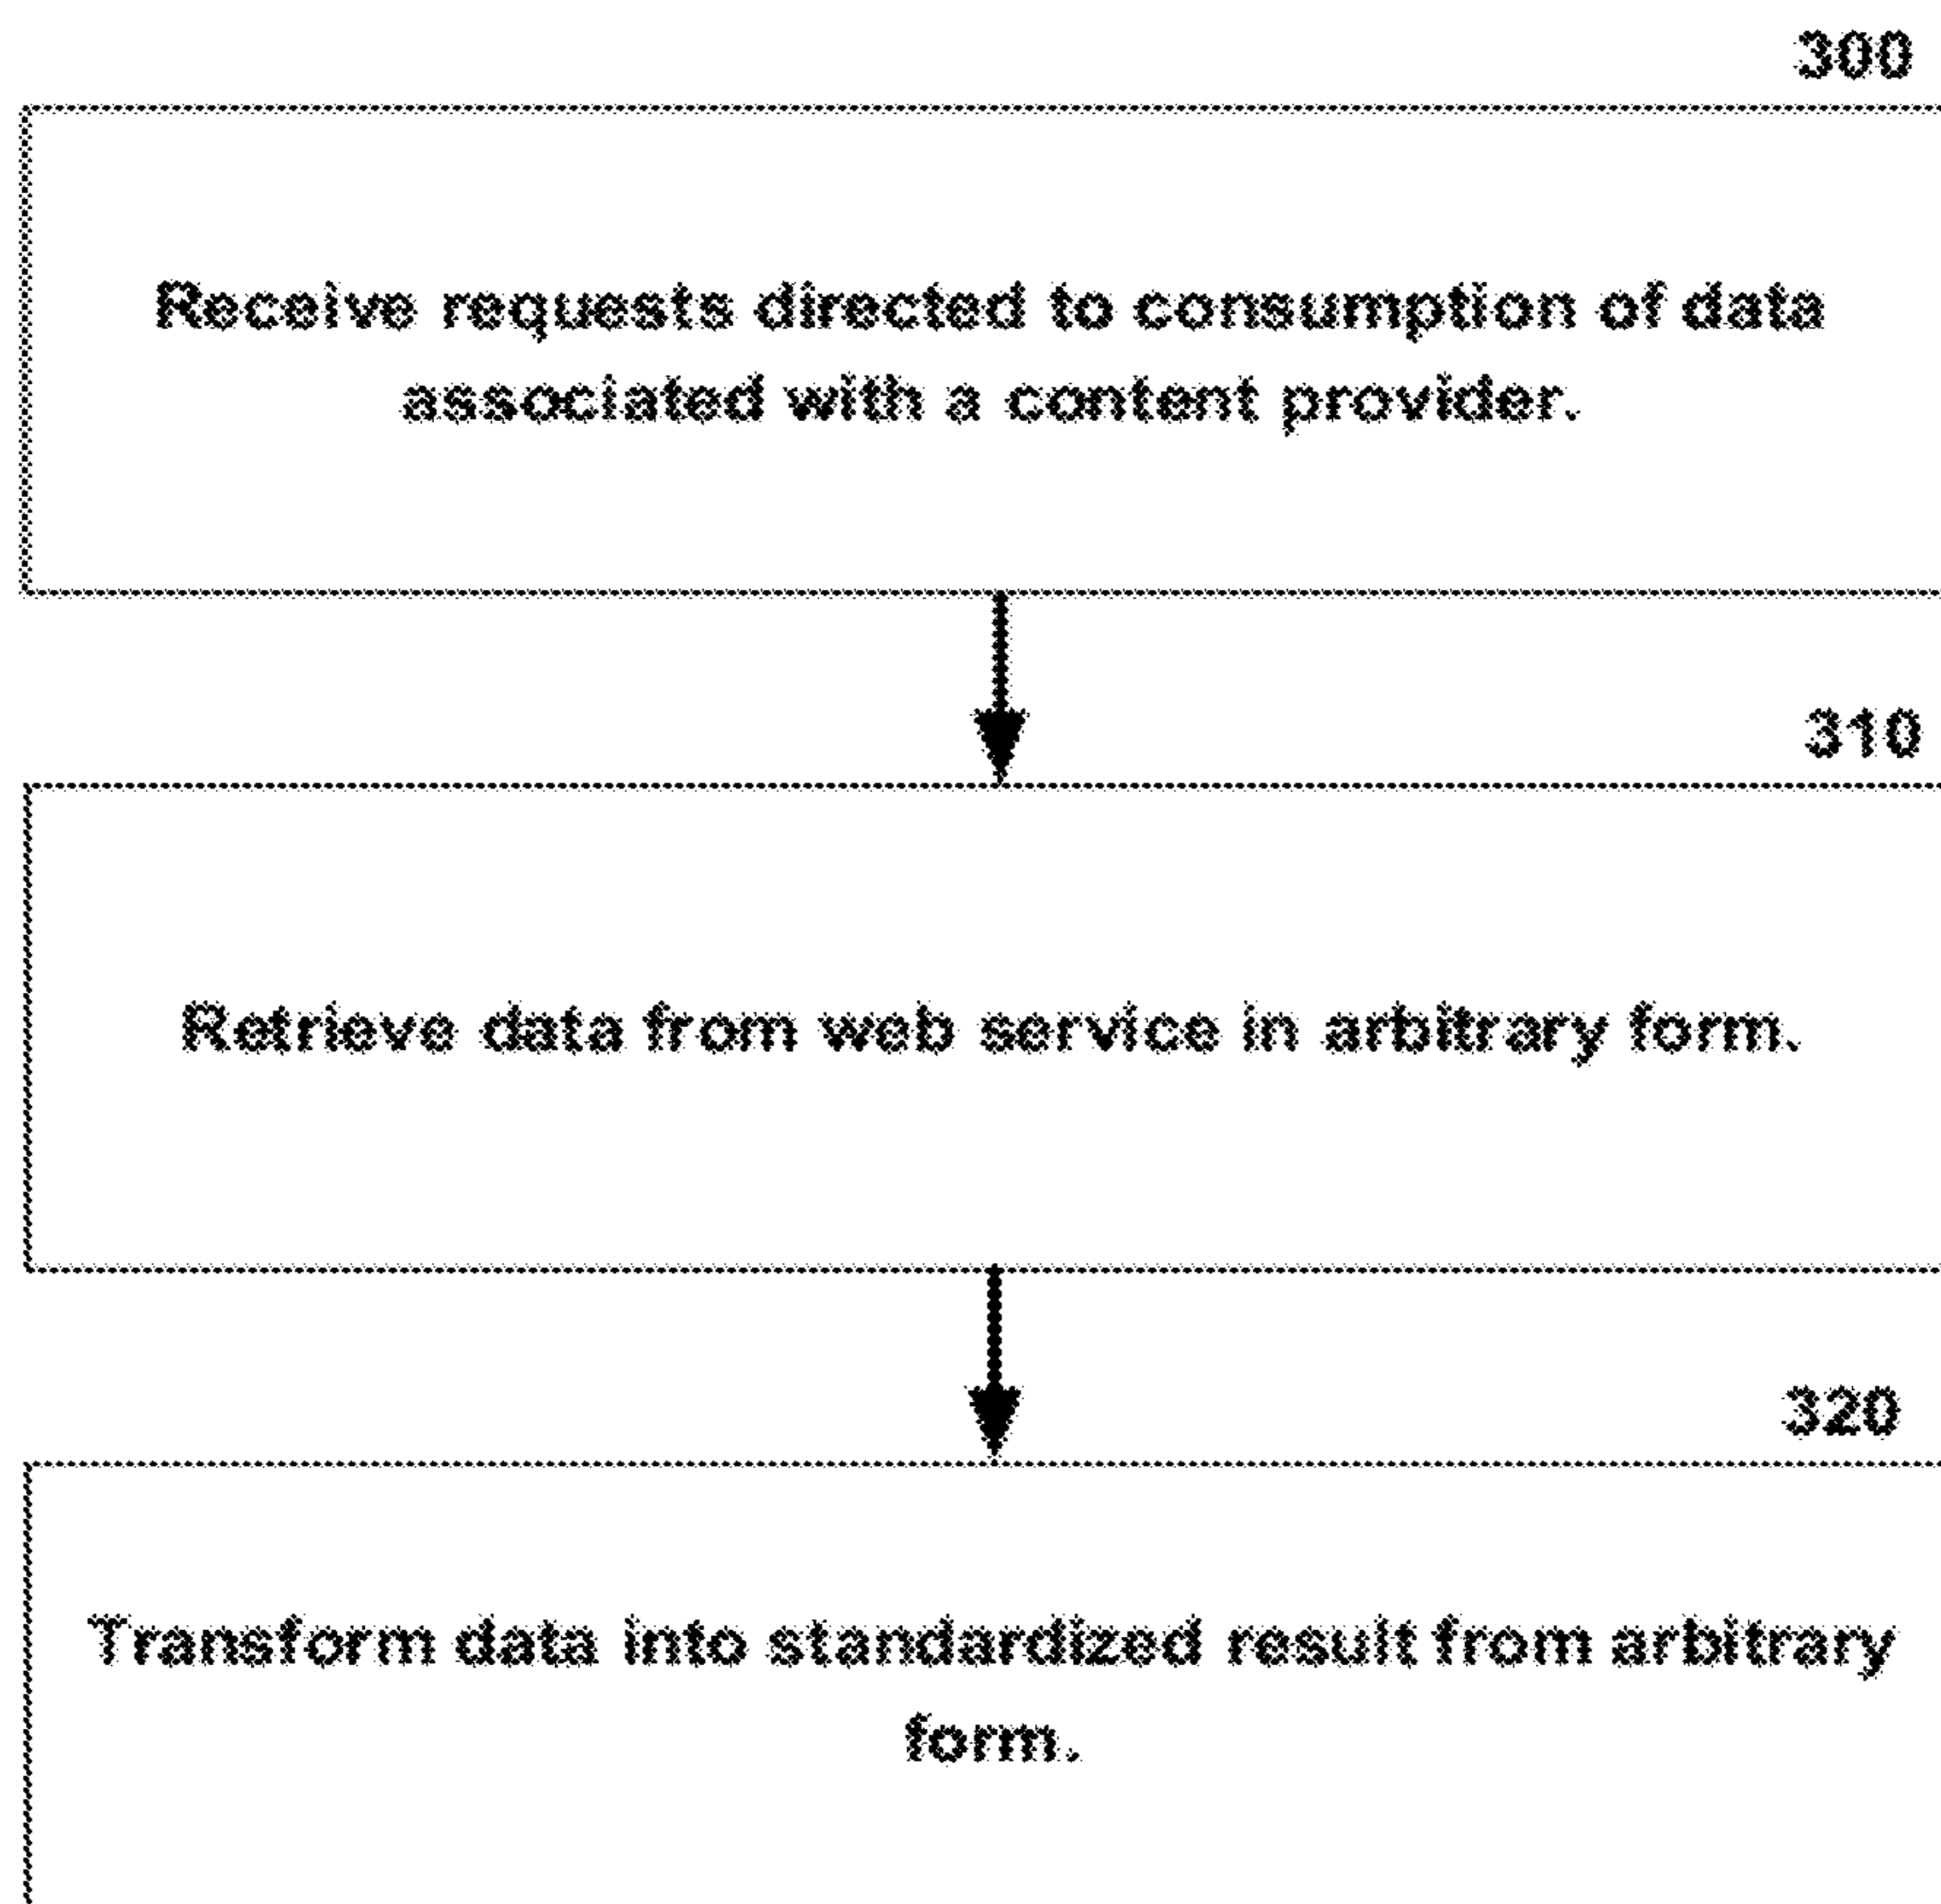 300
Receive requests directed to consumption of data
associated with a content provider.
310
Retrieve data from web service in arbitrary form.
320
Transform data into standardized result from arbitrary
form.